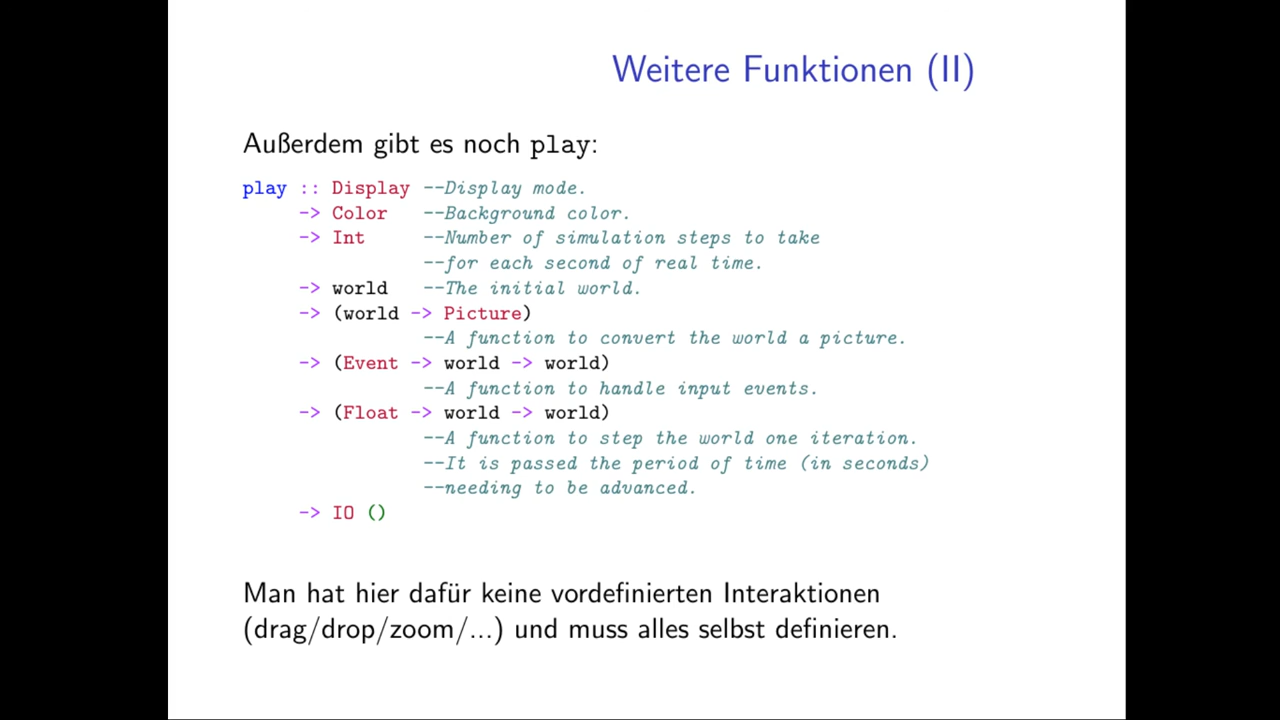 Weitere Funktionen (II)
Außerdem gibt es noch play:
play :: Display --Display mode.
-> Color --Background color.
-> Int --Number of simulation steps to take
--for each second of real time.
-> world --The initial world.
-> (world -> Picture)
--A function to convert the world a picture.
-> (Event -> world -> world)
--A function to handle input events.
-> (Float -> world -> world)
--A function to step the world one iteration.
--It is passed the period of time (in seconds)
--needing to be advanced.
-> IO ()
Man hat hier dafür keine vordefinierten Interaktionen
(drag/drop/zoom/...) und muss alles selbst definieren.